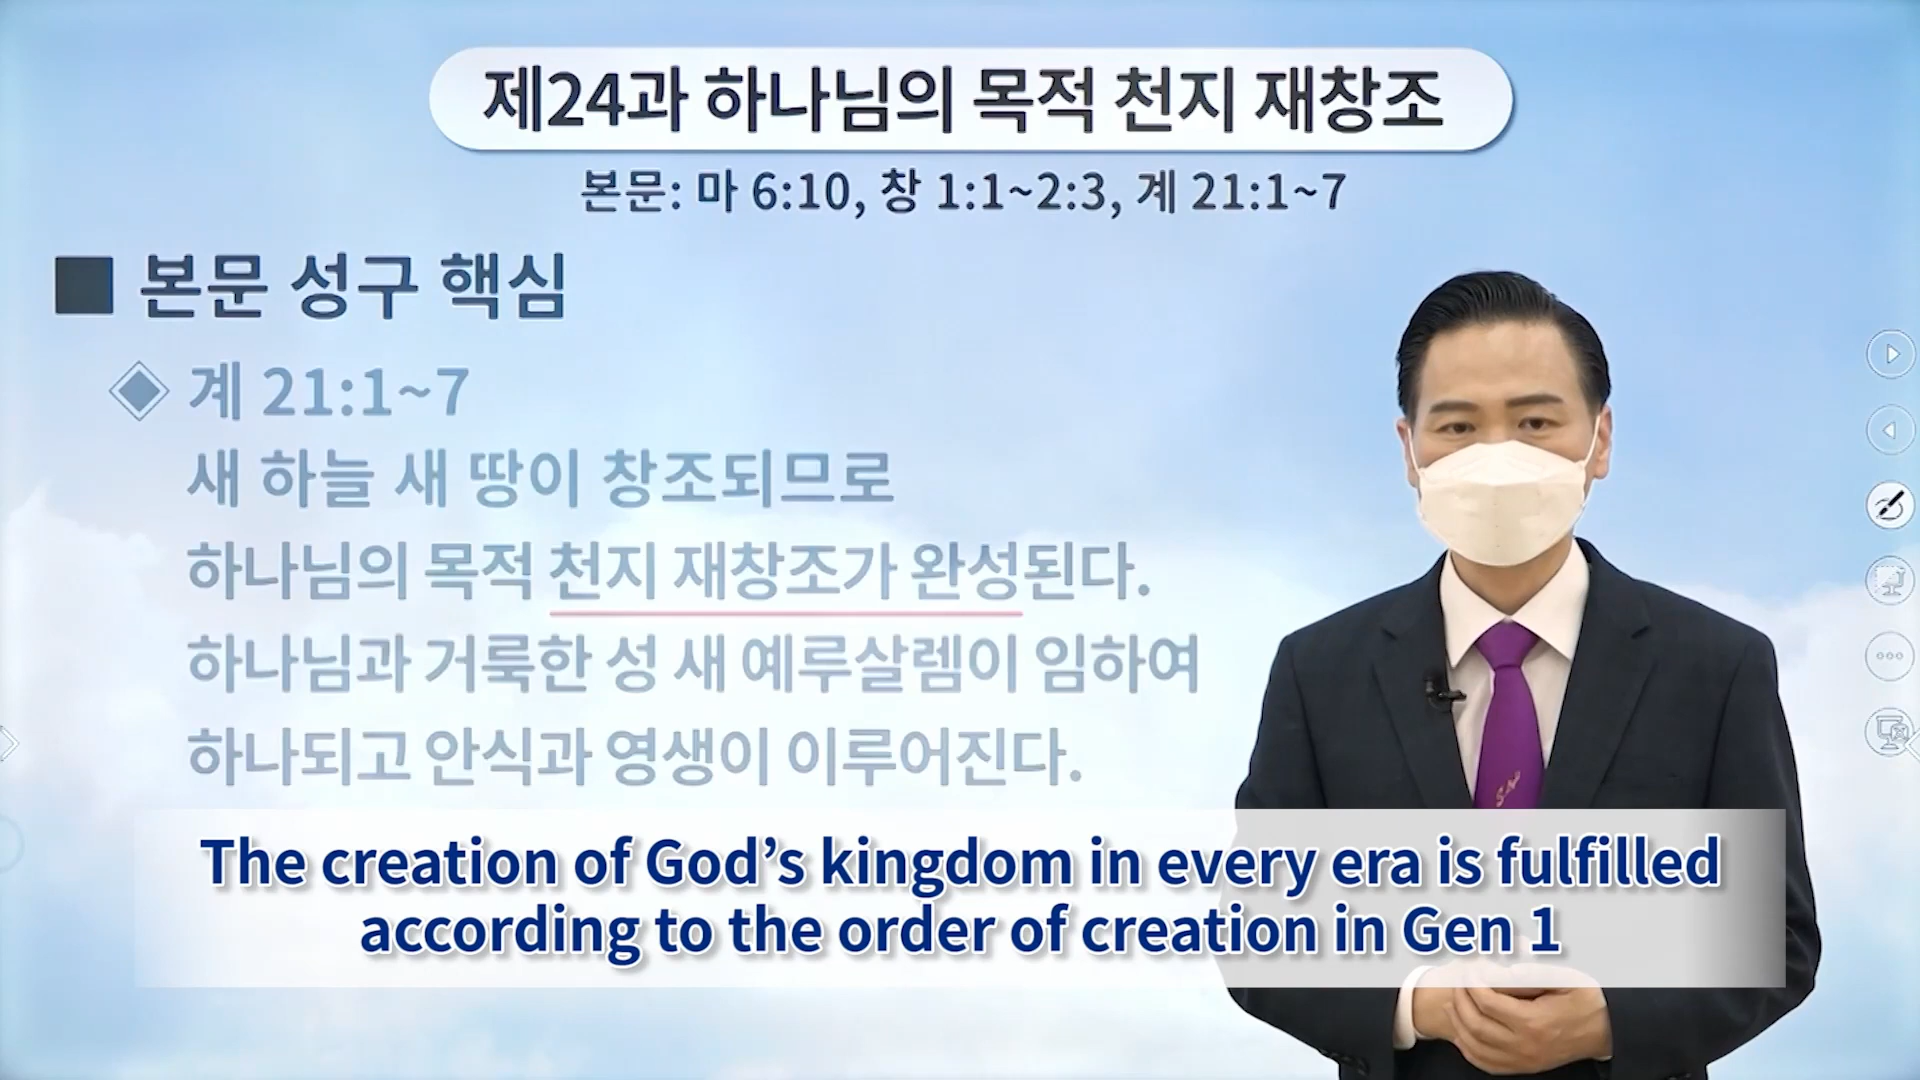 제24과 하나님의 목적 천지 재창조
본문: 마 6:10, 창 1:1~2:3, 계 21:1~7
■ 본문 성구 핵심
◈ 계 21:1~7
새 하늘 새 땅이 창조되므로
하나님의 목적 천지 재창조가 완성된다.
하나님과 거룩한 성 새 예루살렘이 임하여
하나되고 안식과 영생이 이루어진다.
The creation of God’s kingdom in every era is fulfilled
according to the order of creation in Gen 1